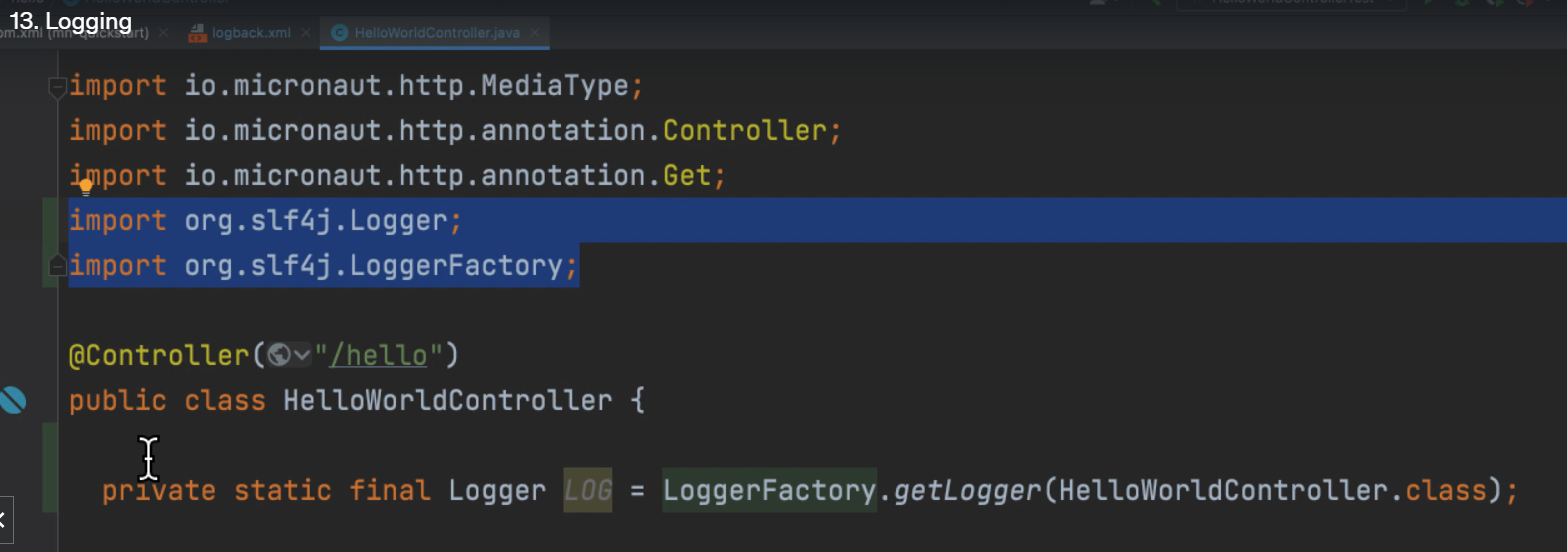 13. Logging
(mn-quickstart)
logback.xml
HelloWorldController.java
import io.micronaut.http.MediaType;
import io.micronaut.http.annotation.Controller;
import io.micronaut.http.annotation.Get;
import org.slf4j.Logger;
import org.slf4j.LoggerFactory;
@Controller("/hello")
public class HelloWorldController {
private static final Logger LOG = LoggerFactory.getLogger(HelloWorldController.class);